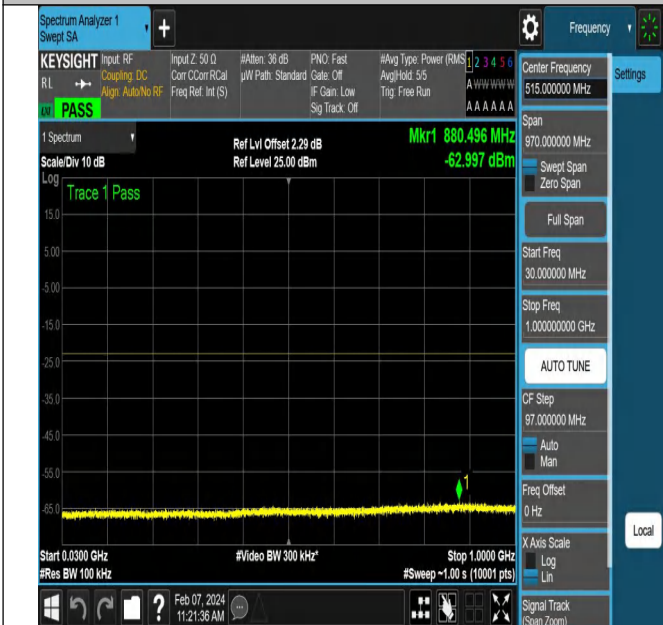 Spectrum Analyzer 1
Swept SA
+
Frequency
KEYSIGHT
RL
PASS
Input: RF
Coupling: DC
Align: Auto/No RF
Input Z: 50 Ω
Corr CCorr RCal
Freq Ref: Int (S)
#Atten: 36 dB
µW Path: Standard
PNO: Fast
Gate: Off
IF Gain: Low
Sig Track: Off
#Avg Type: Power (RMS
Avg|Hold: 5/5
Trig: Free Run
1 2 3 4 5 6
A W W W W W
A A A A A A
1 Spectrum
Scale/Div 10 dB
Log
Ref Lvl Offset 2.29 dB
Ref Level 25.00 dBm
Mkr1 880.496 MHz
-62.997 dBm
Trace 1 Pass
15.0
5.00
-5.00
-15.0
-25.0
-35.0
-45.0
-55.0
-65.0
1
Start 0.0300 GHz
#Res BW 100 kHz
#Video BW 300 kHz*
Stop 1.0000 GHz
#Sweep ~1.00 s (10001 pts)
Center Frequency
515.000000 MHz
Settings
Span
970.000000 MHz
Swept Span
Zero Span
Full Span
Start Freq
30.000000 MHz
Stop Freq
1.000000000 GHz
AUTO TUNE
CF Step
97.000000 MHz
Auto
Man
Freq Offset
0 Hz
X Axis Scale
Log
Lin
Local
Signal Track
(Span Zoom)
?
Feb 07, 2024
11:21:36 AM